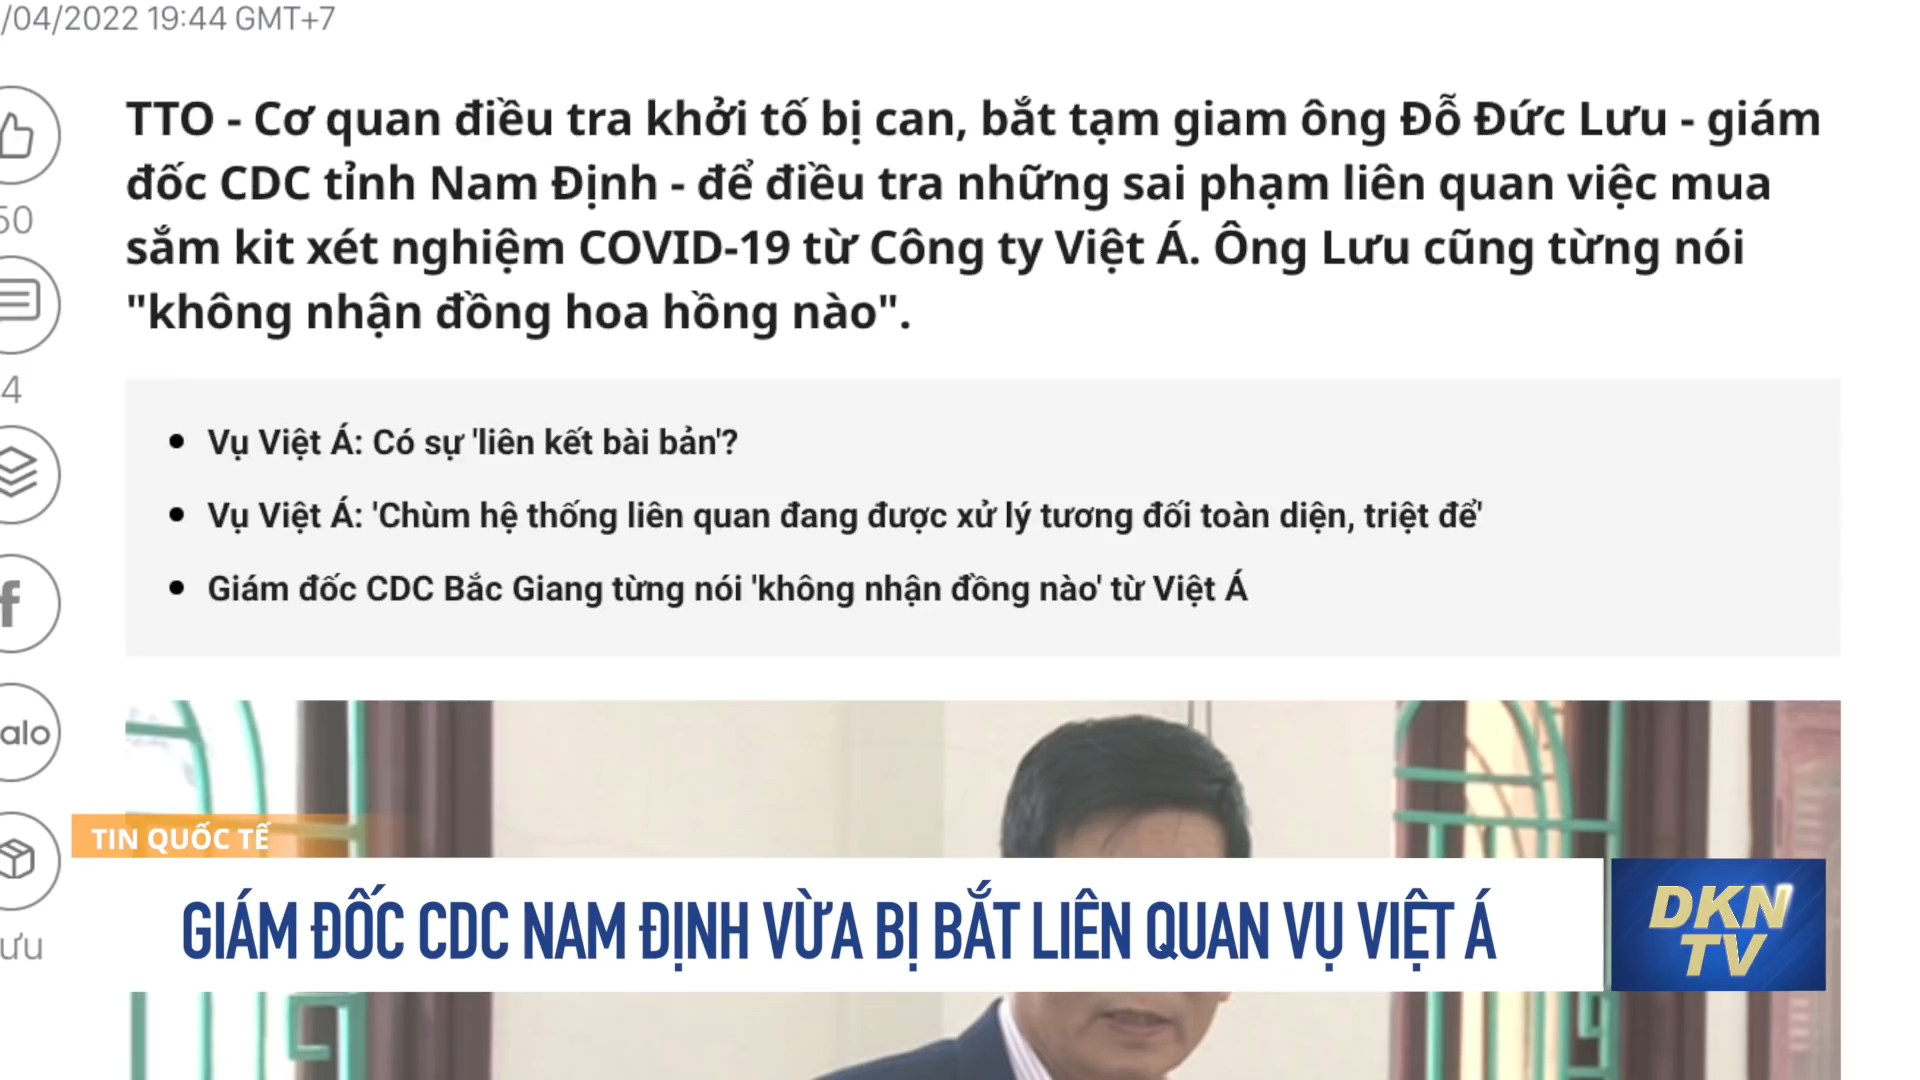 /04/2022 19:44 GMT+7
TTO - Cơ quan điều tra khởi tố bị can, bắt tạm giam ông Đỗ Đức Lưu - giám
đốc CDC tỉnh Nam Định - để điều tra những sai phạm liên quan việc mua
sắm kit xét nghiệm COVID-19 từ Công ty Việt Á. Ông Lưu cũng từng nói
"không nhận đồng hoa hồng nào".
50
4
alo
ưu
Vụ Việt Á: Có sự 'liên kết bài bản'?
Vụ Việt Á: 'Chùm hệ thống liên quan đang được xử lý tương đối toàn diện, triệt để'
Giám đốc CDC Bắc Giang từng nói 'không nhận đồng nào' từ Việt Á
TIN QUỐC TẾ
GIÁM ĐỐC CDC NAM ĐỊNH VỪA BỊ BẮT LIÊN QUAN VỤ VIỆT Á
DKN
TV